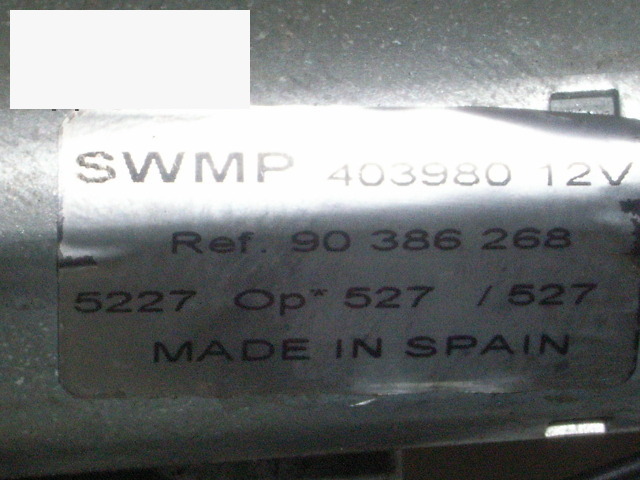 SWMP 403980 12V
Ref. 90 386 268
5227 Op* 527 / 527
MADE IN SPAIN